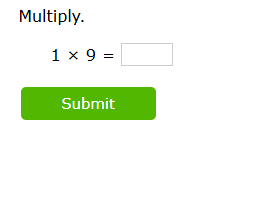 Multiply.
1 × 9 =
Submit